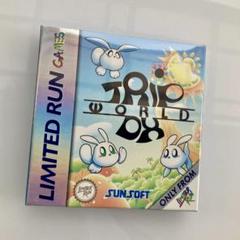 LIMITED RUN GAMES
TRIP
WORLD
DX
SUNSOFT
ONLY FROM